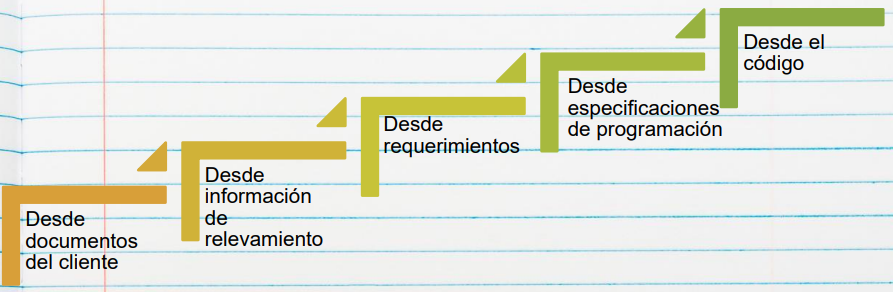 Desde
documentos
del cliente
Desde
información
de
relevamiento
Desde
requerimientos
Desde
especificaciones
de programación
Desde el
código